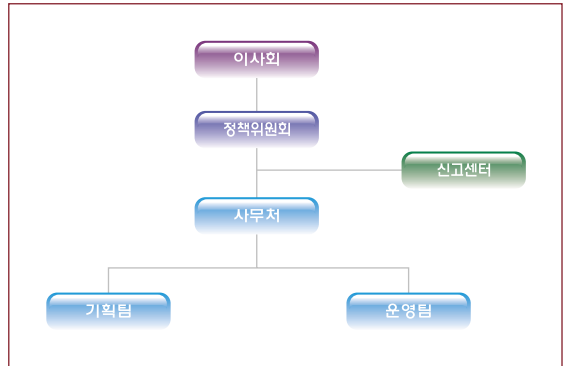 이사회
정책위원회
신고센터
사무처
기획팀
운영팀